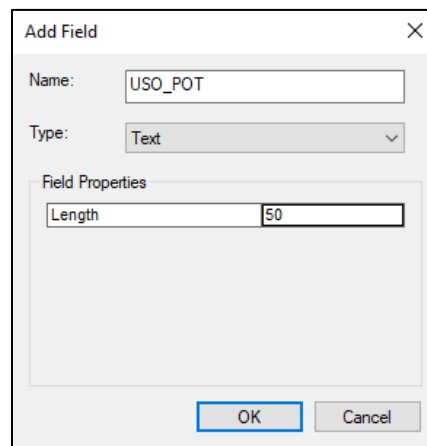 Add Field
Name: USO_POT
Type: Text
Field Properties
Length 50
OK Cancel